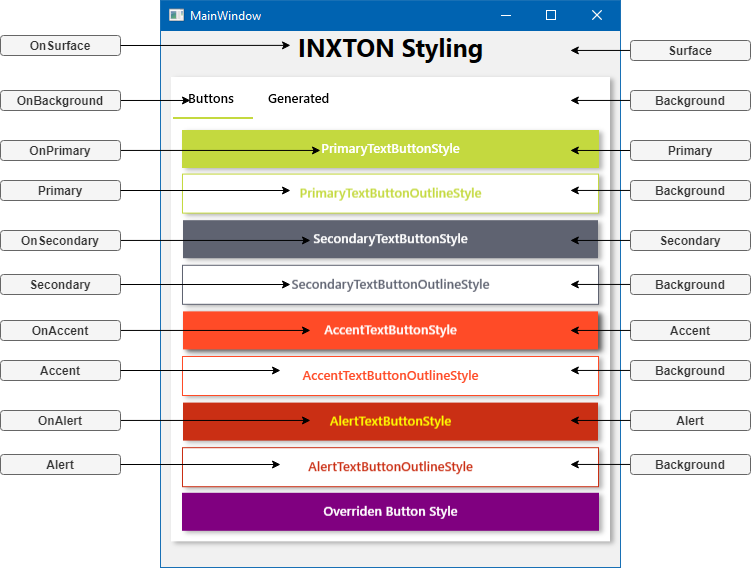 MainWindow
OnSurface
INXTON Styling
Surface
OnBackground
Buttons
Generated
Background
OnPrimary
PrimaryTextButtonStyle
Primary
Primary
PrimaryTextButtonOutlineStyle
Background
OnSecondary
SecondaryTextButtonStyle
Secondary
Secondary
SecondaryTextButtonOutlineStyle
Background
OnAccent
AccentTextButtonStyle
Accent
Accent
AccentTextButtonOutlineStyle
Background
OnAlert
AlertTextButtonStyle
Alert
Alert
AlertTextButtonOutlineStyle
Background
Overriden Button Style